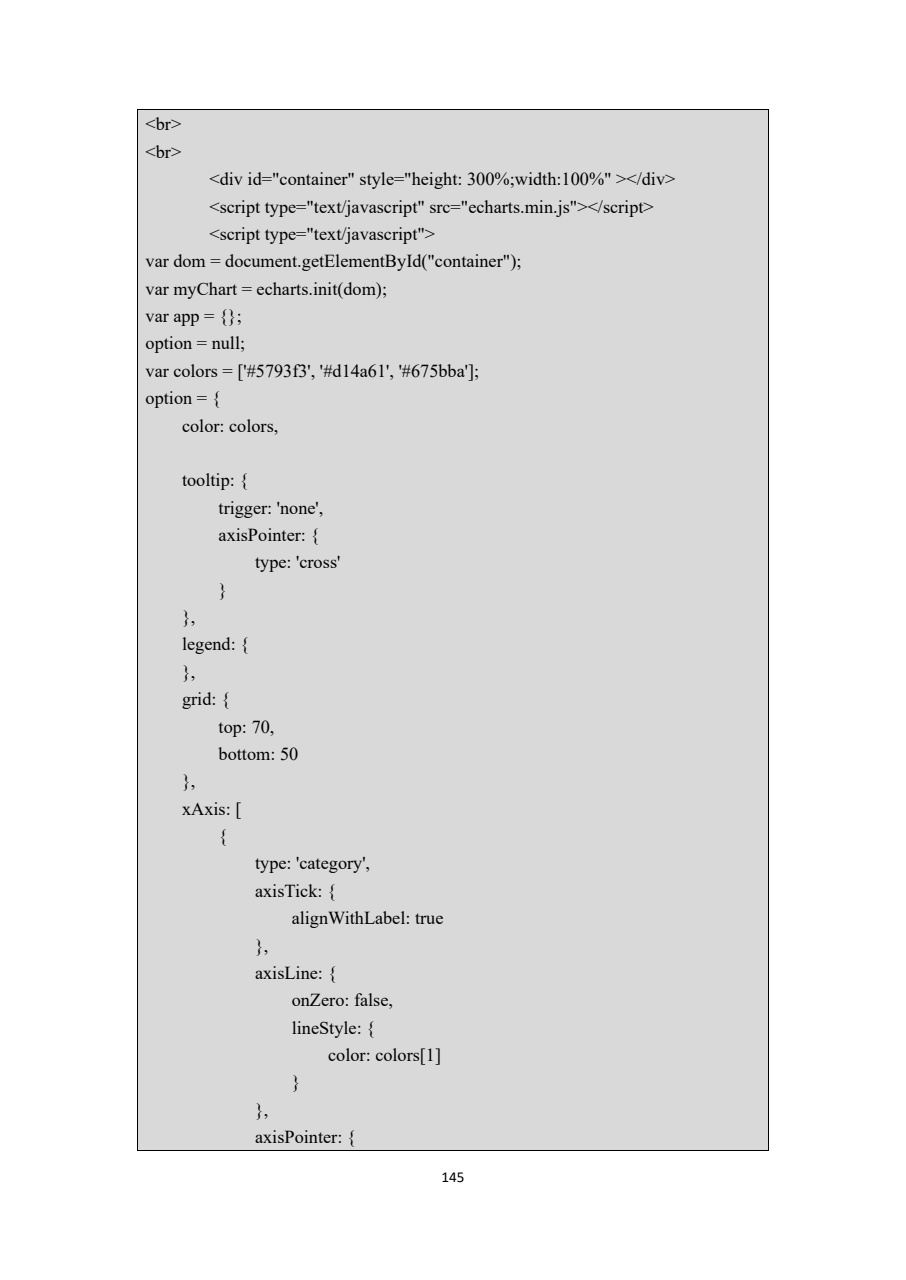 <br>
<br>
<div id="container" style="height: 300%;width:100%" ></div>
<script type="text/javascript" src="echarts.min.js"></script>
<script type="text/javascript">
var dom = document.getElementById("container");
var myChart = echarts.init(dom);
var app = {};
option = null;
var colors = ['#5793f3', '#d14a61', '#675bba'];
option = {
color: colors,
tooltip: {
trigger: 'none',
axisPointer: {
type: 'cross'
}
},
legend: {
},
grid: {
top: 70,
bottom: 50
},
xAxis: [
{
type: 'category',
axisTick: {
alignWithLabel: true
},
axisLine: {
onZero: false,
lineStyle: {
color: colors[1]
}
},
axisPointer: {
145